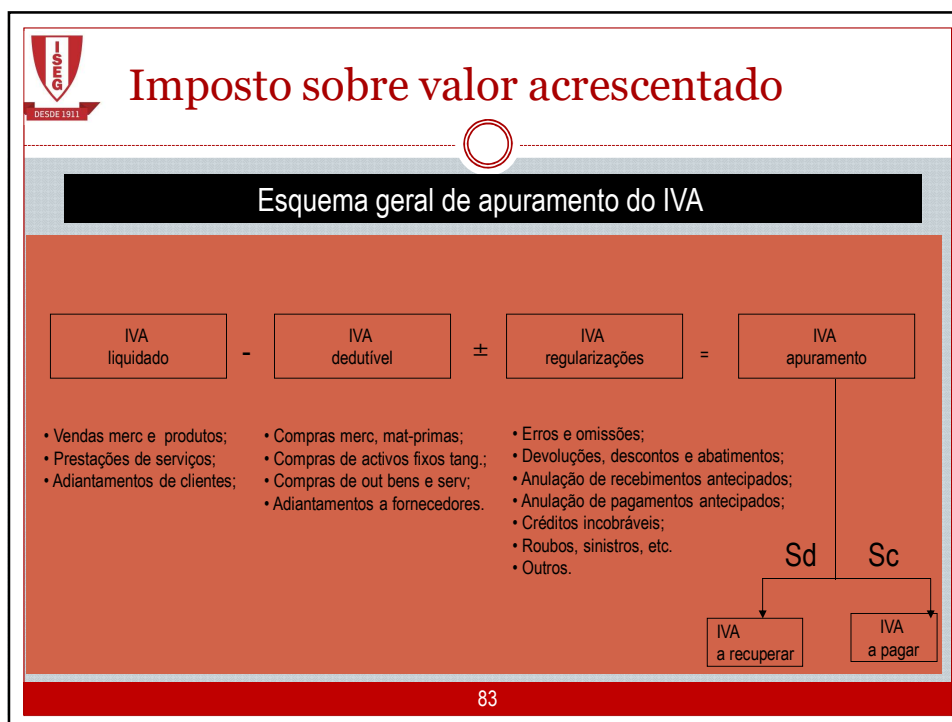 ISEG
DESDE 1911
Imposto sobre valor acrescentado
Esquema geral de apuramento do IVA
IVA
liquidado
-
IVA
dedutível
±
IVA
regularizações
=
IVA
apuramento
• Vendas merc e produtos;
• Prestações de serviços;
• Adiantamentos de clientes;
• Compras merc, mat-primas;
• Compras de activos fixos tang.;
• Compras de out bens e serv;
• Adiantamentos a fornecedores.
• Erros e omissões;
• Devoluções, descontos e abatimentos;
• Anulação de recebimentos antecipados;
• Anulação de pagamentos antecipados;
• Créditos incobráveis;
• Roubos, sinistros, etc.
• Outros.
Sd
Sc
IVA
a recuperar
IVA
a pagar
83